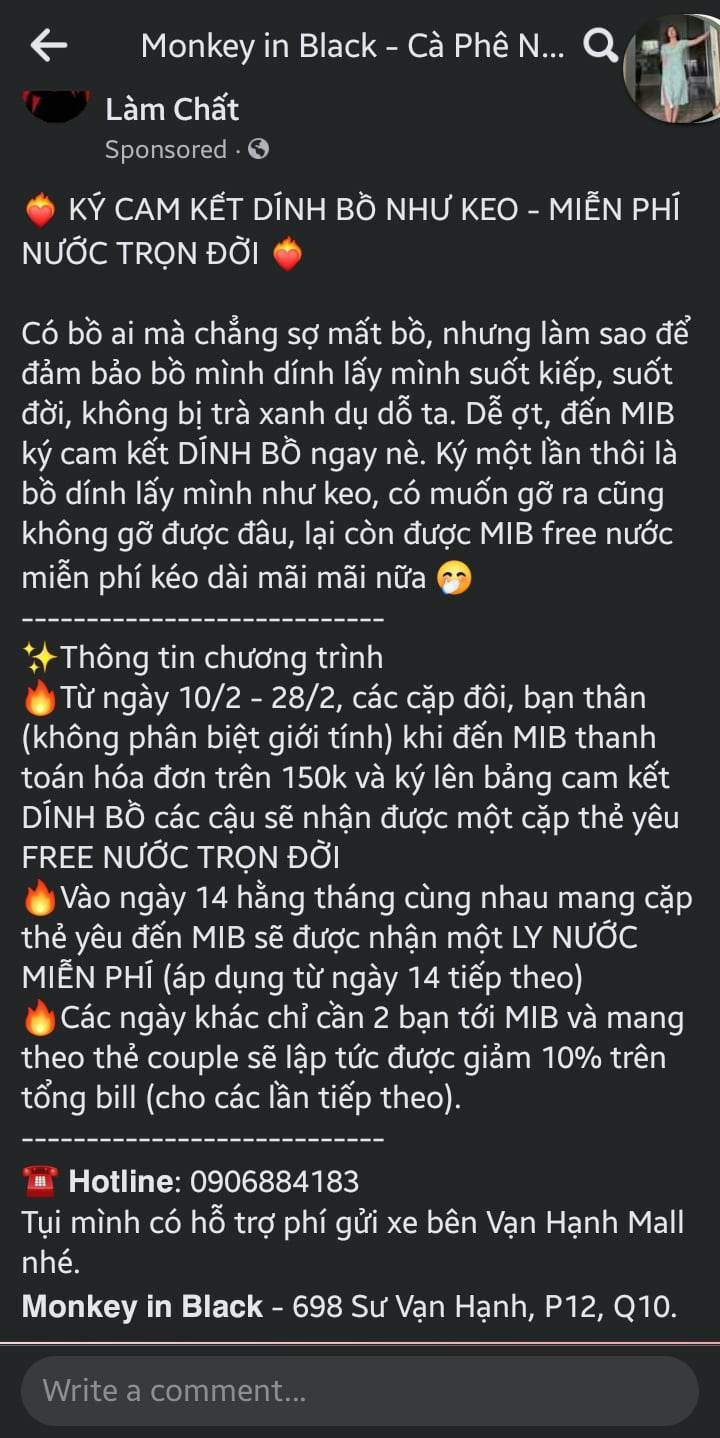 Monkey in Black - Cà Phê N...
Làm Chất
Sponsored ·
❤️‍🔥 KÝ CAM KẾT DÍNH BỒ NHƯ KEO - MIỄN PHÍ
NƯỚC TRỌN ĐỜI ❤️‍🔥
Có bồ ai mà chẳng sợ mất bồ, nhưng làm sao để
đảm bảo bồ mình dính lấy mình suốt kiếp, suốt
đời, không bị trà xanh dụ dỗ ta. Dễ ợt, đến MIB
ký cam kết DÍNH BỒ ngay nè. Ký một lần thôi là
bồ dính lấy mình như keo, có muốn gỡ ra cũng
không gỡ được đâu, lại còn được MIB free nước
miễn phí kéo dài mãi mãi nữa 🤭
----------------------------
✨Thông tin chương trình
🔥Từ ngày 10/2 - 28/2, các cặp đôi, bạn thân
(không phân biệt giới tính) khi đến MIB thanh
toán hóa đơn trên 150k và ký lên bảng cam kết
DÍNH BỒ các cậu sẽ nhận được một cặp thẻ yêu
FREE NƯỚC TRỌN ĐỜI
🔥Vào ngày 14 hằng tháng cùng nhau mang cặp
thẻ yêu đến MIB sẽ được nhận một LY NƯỚC
MIỄN PHÍ (áp dụng từ ngày 14 tiếp theo)
🔥Các ngày khác chỉ cần 2 bạn tới MIB và mang
theo thẻ couple sẽ lập tức được giảm 10% trên
tổng bill (cho các lần tiếp theo).
----------------------------
☎️ Hotline: 0906884183
Tụi mình có hỗ trợ phí gửi xe bên Vạn Hạnh Mall
nhé.
Monkey in Black - 698 Sư Vạn Hạnh, P12, Q10.
Write a comment...